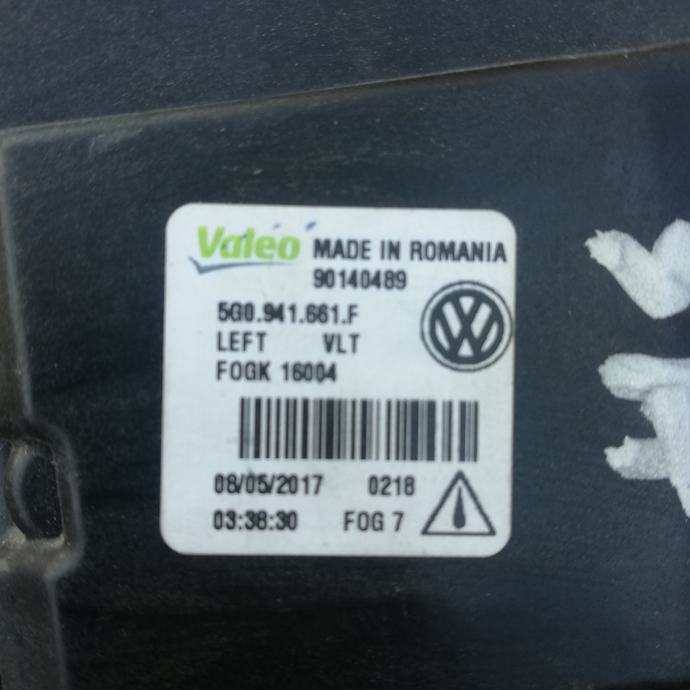 Valeo MADE IN ROMANIA
90140489
5G0.941.661.F
LEFT VLT
FOGK 16004
08/05/2017 0218
03:38:30 FOG 7